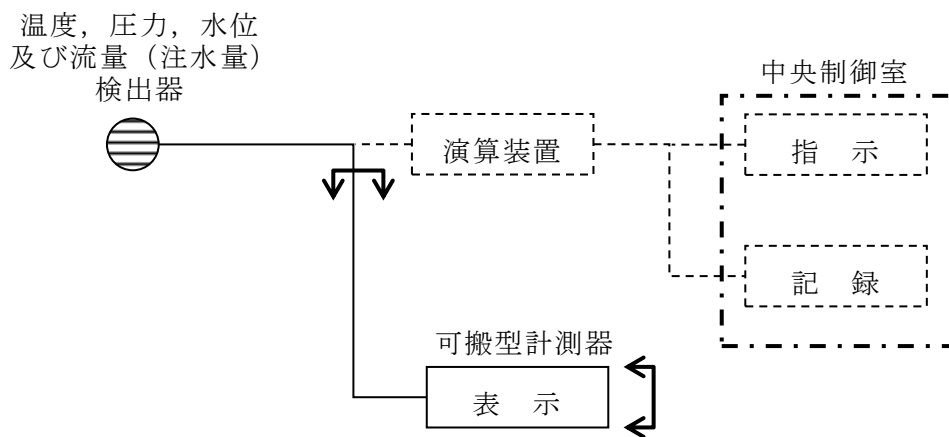 温度，圧力，水位
及び流量（注水量）
検出器
中央制御室
演算装置
指　示
記　録
可搬型計測器
表　示